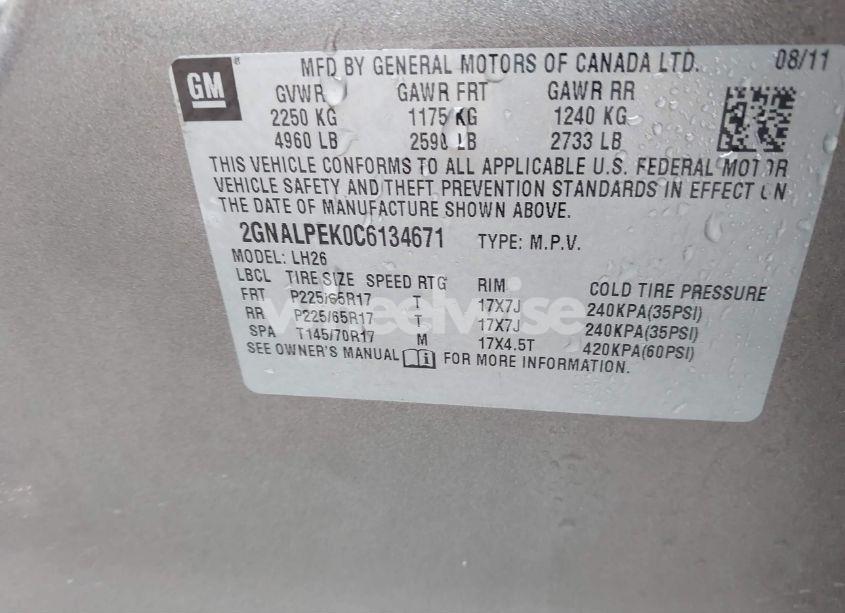 GM
MFD BY GENERAL MOTORS OF CANADA LTD. 08/11
GVWR GAWR FRT GAWR RR
2250 KG 1175 KG 1240 KG
4960 LB 2590 LB 2733 LB
THIS VEHICLE CONFORMS TO ALL APPLICABLE U.S. FEDERAL MOTOR
VEHICLE SAFETY AND THEFT PREVENTION STANDARDS IN EFFECT ON
THE DATE OF MANUFACTURE SHOWN ABOVE.
2GNALPEK0C6134671 TYPE: M.P.V.
MODEL: LH26
LBCL TIRE SIZE SPEED RTG RIM COLD TIRE PRESSURE
FRT P225/65R17 T 17X7J 240KPA(35PSI)
RR P225/65R17 T 17X7J 240KPA(35PSI)
SPA T145/70R17 M 17X4.5T 420KPA(60PSI)
SEE OWNER'S MANUAL FOR MORE INFORMATION.